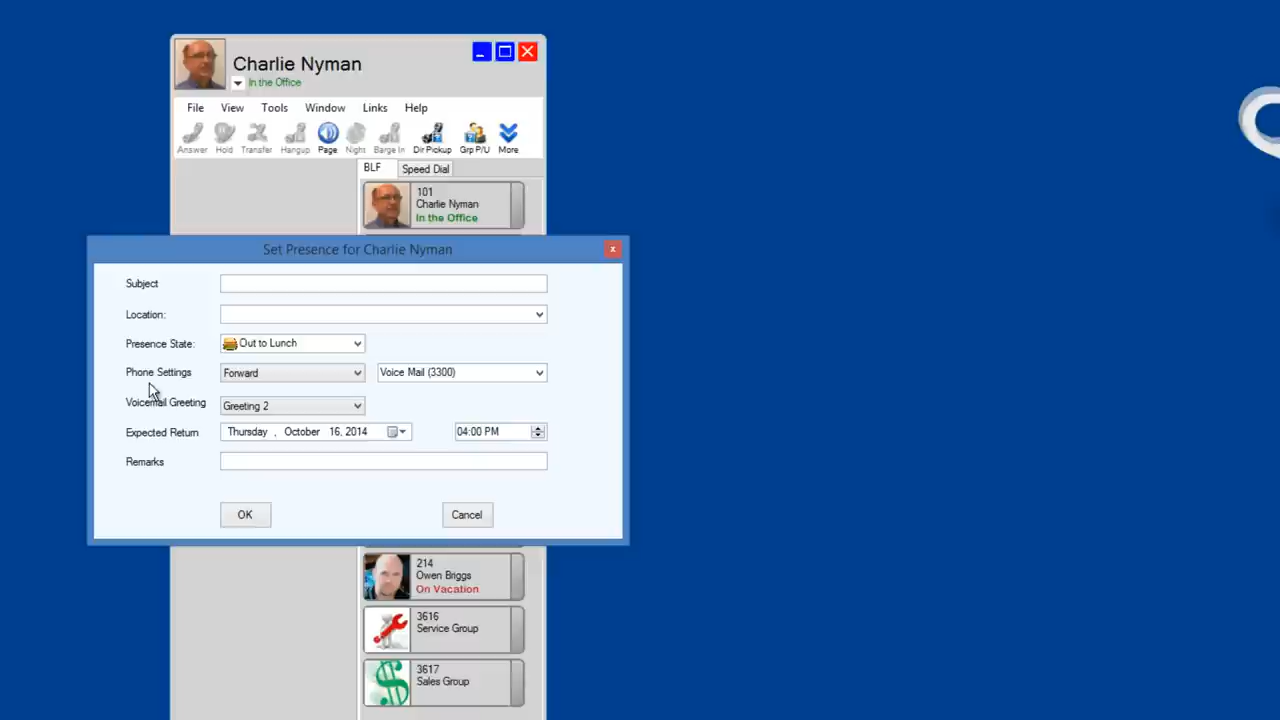 Charlie Nyman
In the Office
File View Tools Window Links Help
Answer Hold Transfer Hangup Page Night Barge In Dir Pickup Grp P/U More
BLF Speed Dial
101
Charlie Nyman
In the Office
Set Presence for Charlie Nyman
x
Subject
Location:
Presence State: Out to Lunch
Phone Settings Forward Voice Mail (3300)
Voicemail Greeting Greeting 2
Expected Return Thursday , October 16, 2014 04:00 PM
Remarks
OK Cancel
214
Owen Briggs
On Vacation
3616
Service Group
3617
Sales Group